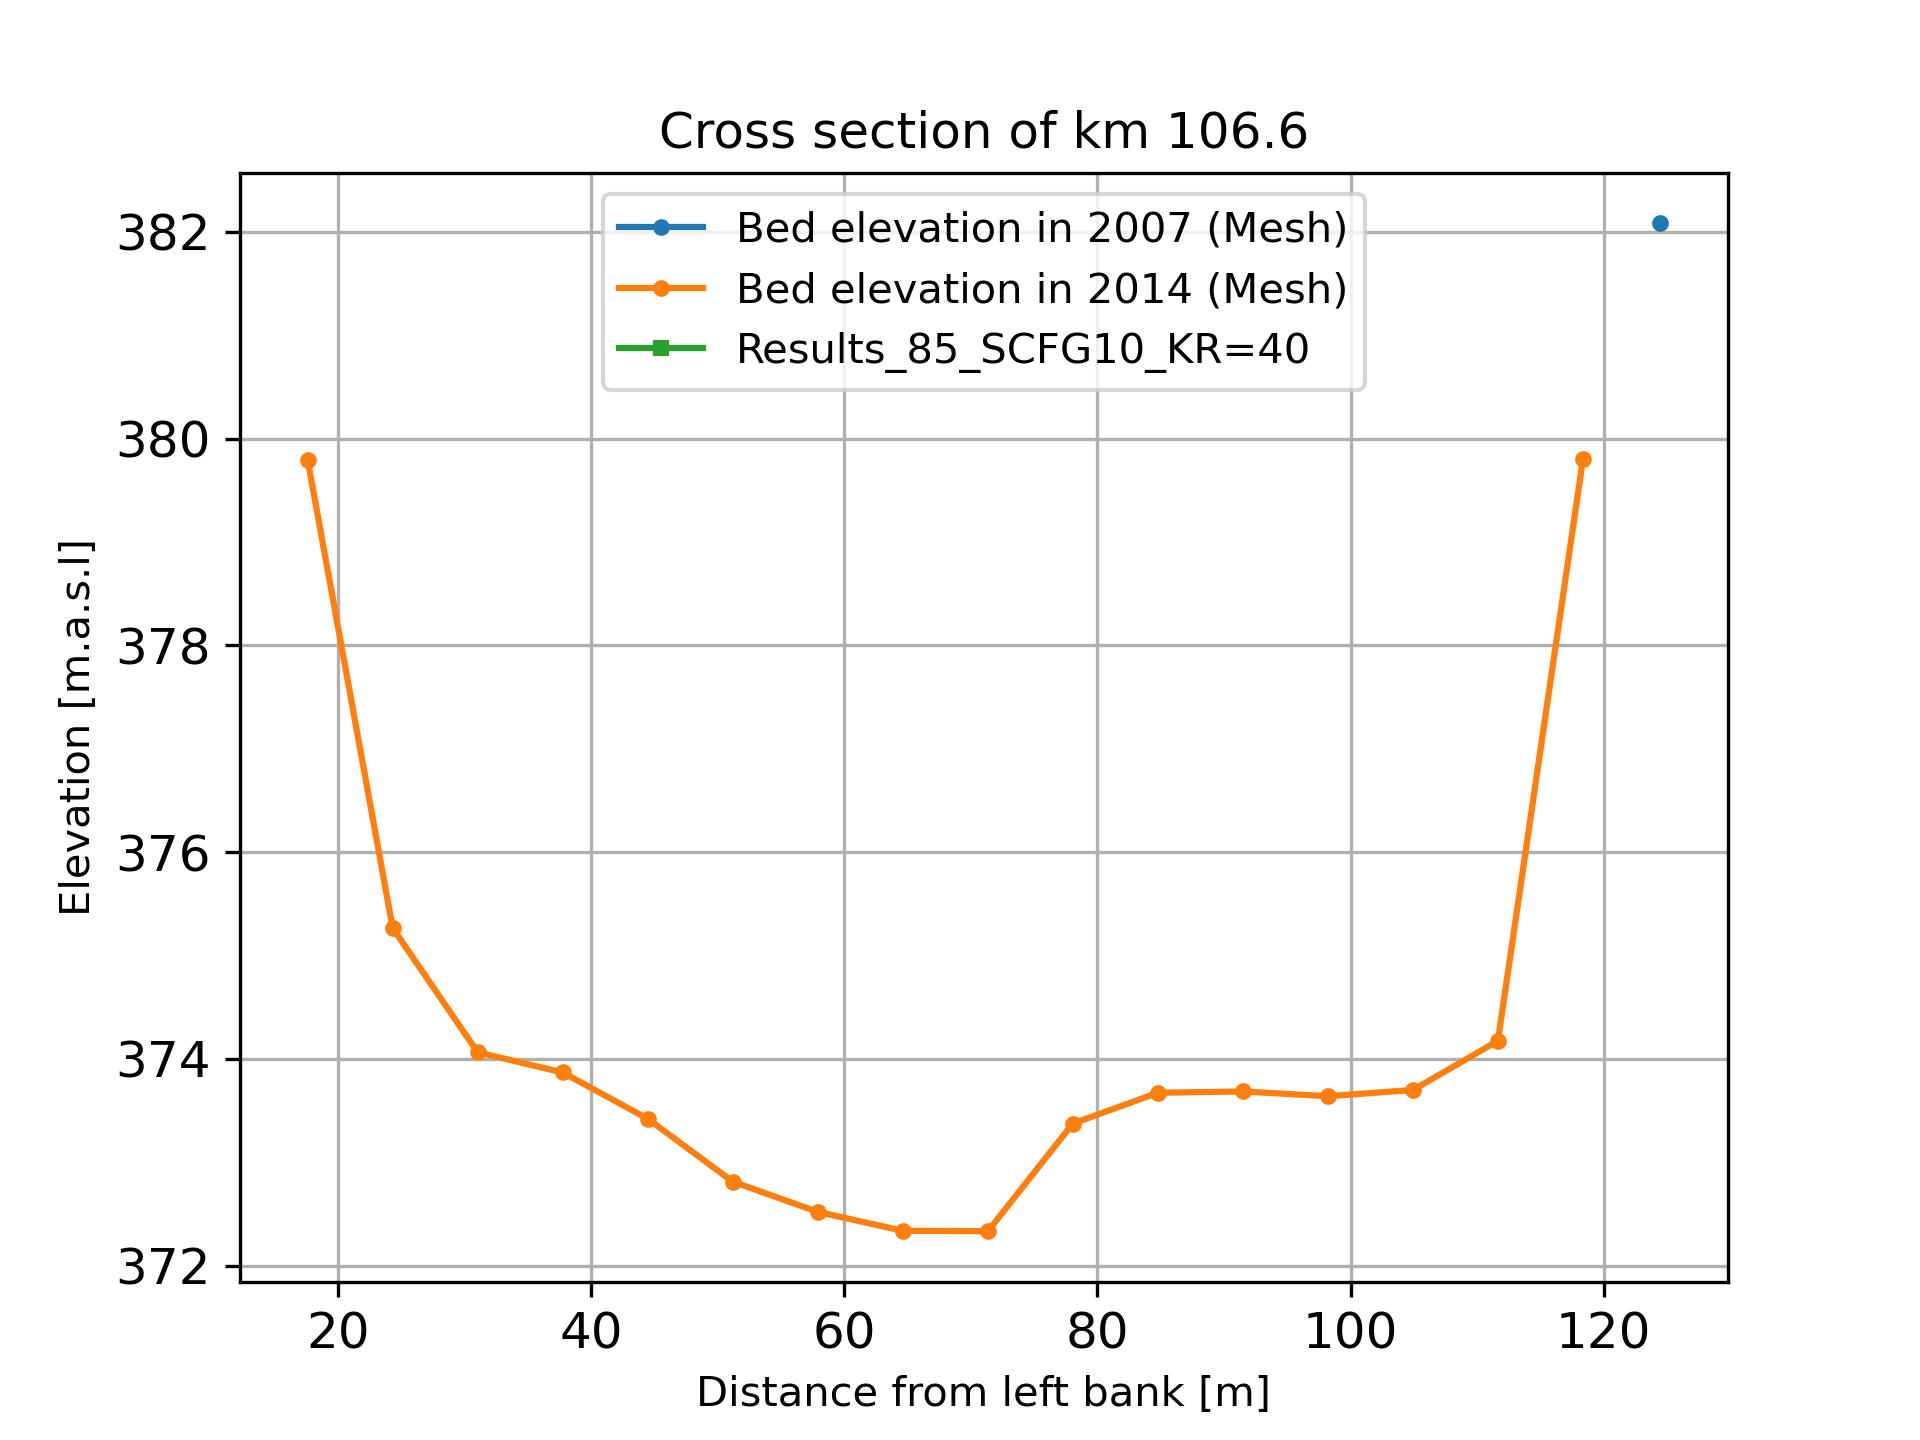 Cross section of km 106.6
Bed elevation in 2007 (Mesh)
Bed elevation in 2014 (Mesh)
Results_85_SCFG10_KR=40
382
380
378
376
374
372
Elevation [m.a.s.l]
20 40 60 80 100 120
Distance from left bank [m]